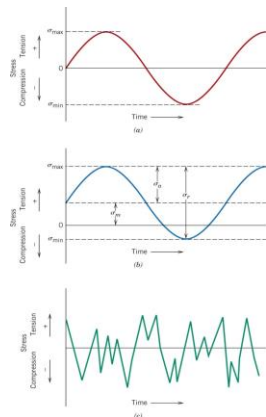 σmax
Stress
Compression Tension
− +
0
σmin
Time
(a)
σmax
Stress
Compression Tension
− +
σa
σr
σm
0
σmin
Time
(b)
Stress
Compression Tension
− +
Time
(c)